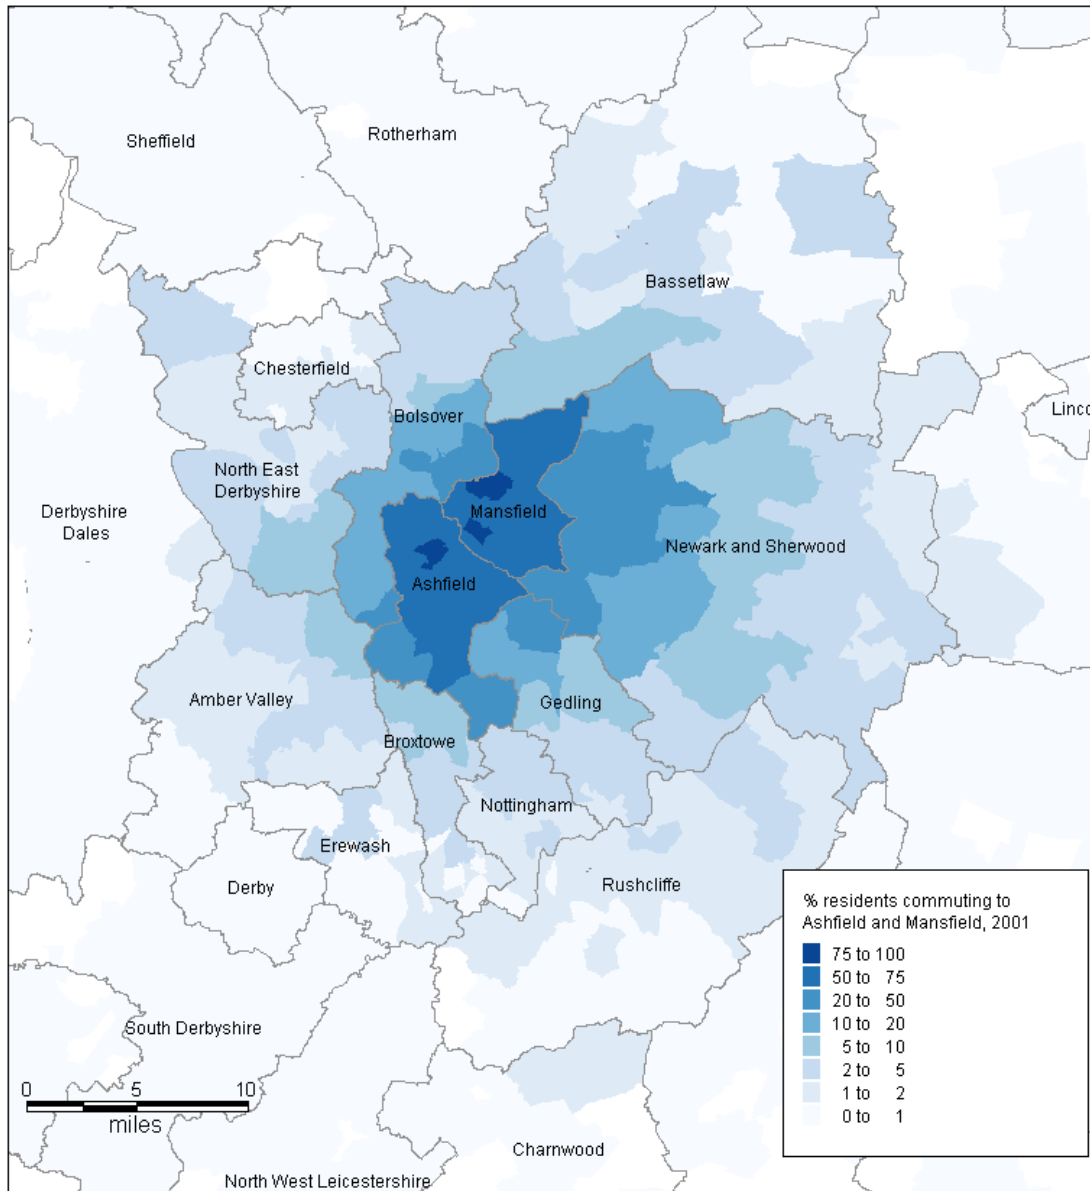 Sheffield
Rotherham
Bassetlaw
Chesterfield
Bolsover
Linco
North East
Derbyshire
Derbyshire
Dales
Mansfield
Newark and Sherwood
Ashfield
Amber Valley
Gedling
Broxtowe
Nottingham
Erewash
Derby
Rushcliffe
% residents commuting to
Ashfield and Mansfield, 2001
75 to 100
50 to 75
20 to 50
10 to 20
5 to 10
2 to 5
1 to 2
0 to 1
South Derbyshire
0 5 10
miles
Charnwood
North West Leicestershire